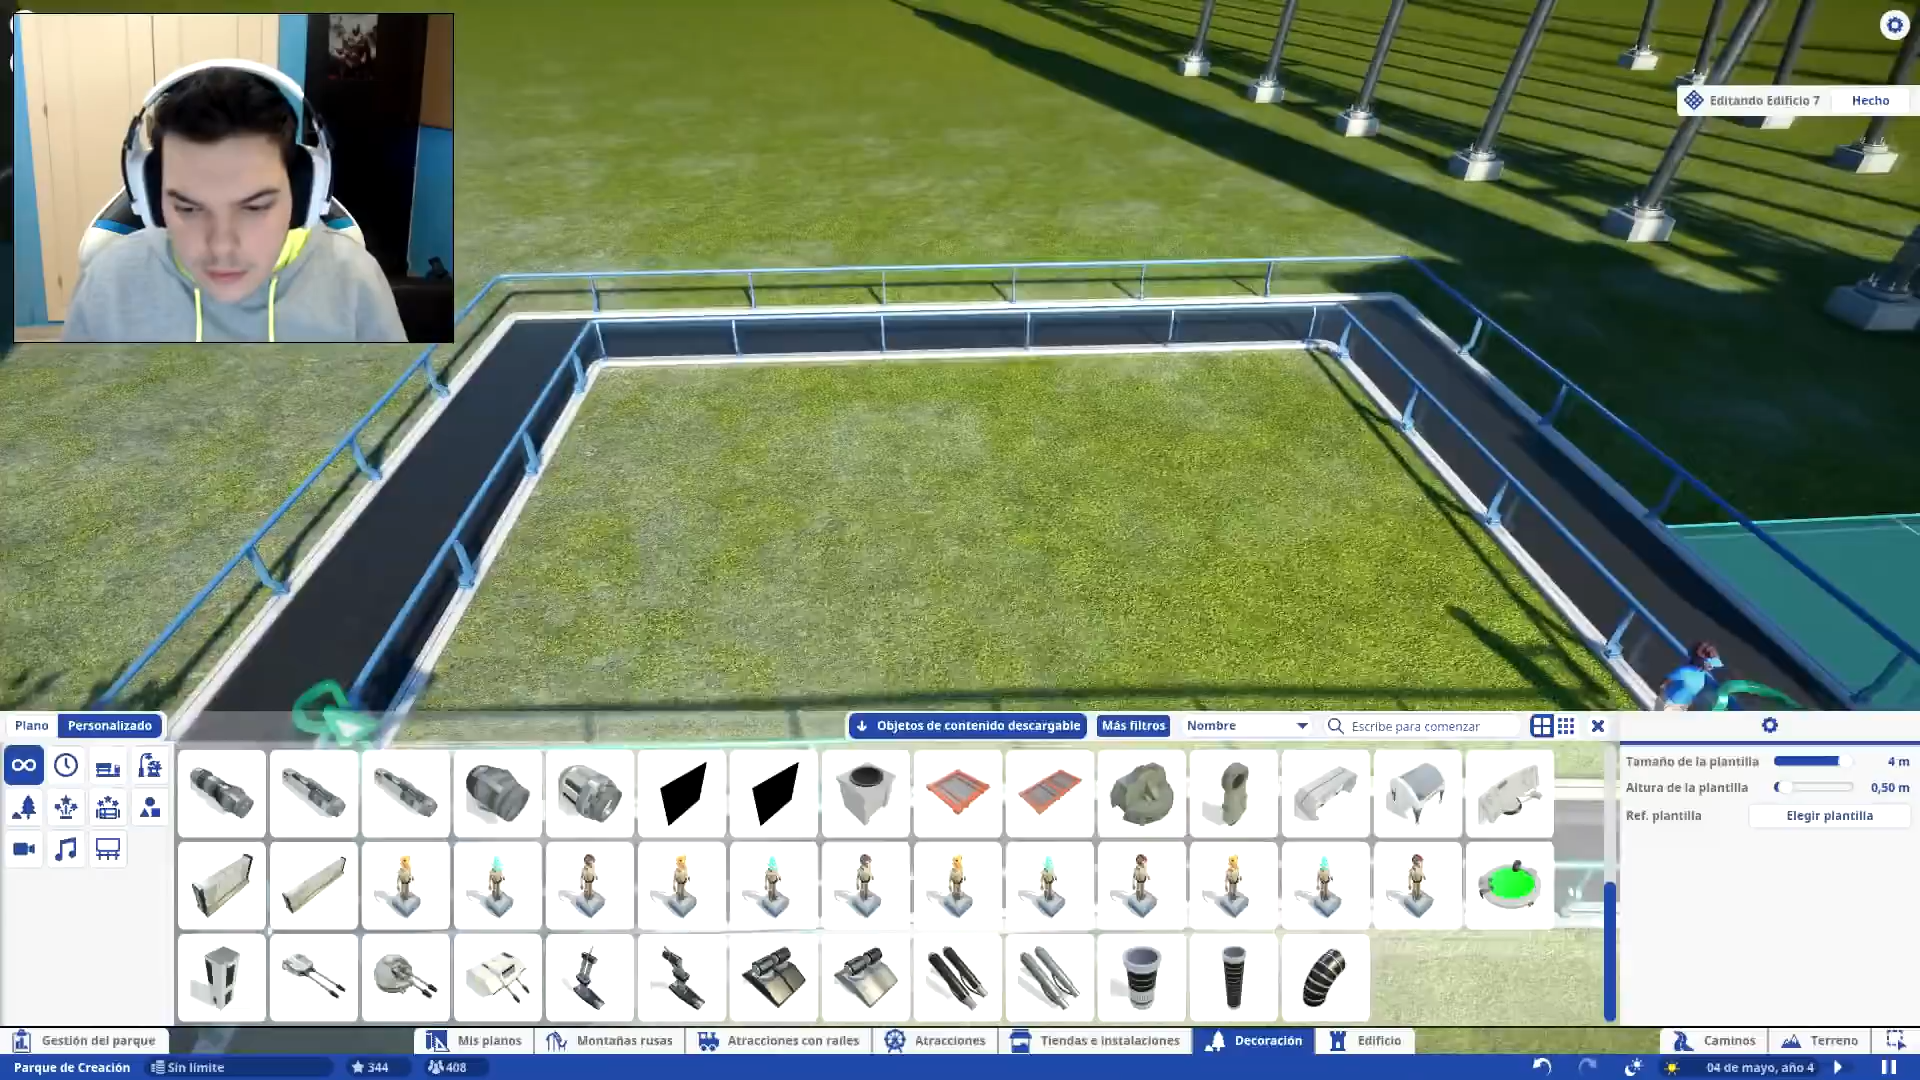 Editando Edificio 7
Hecho
Plano
Personalizado
Objetos de contenido descargable
Más filtros
Nombre
Escribe para comenzar
Tamaño de la plantilla
4 m
Altura de la plantilla
0,50 m
Ref. plantilla
Elegir plantilla
Gestión del parque
Mis planos
Montañas rusas
Atracciones con raíles
Atracciones
Tiendas e instalaciones
Decoración
Edificio
Caminos
Terreno
Parque de Creación
Sin límite
344
408
04 de mayo, año 4